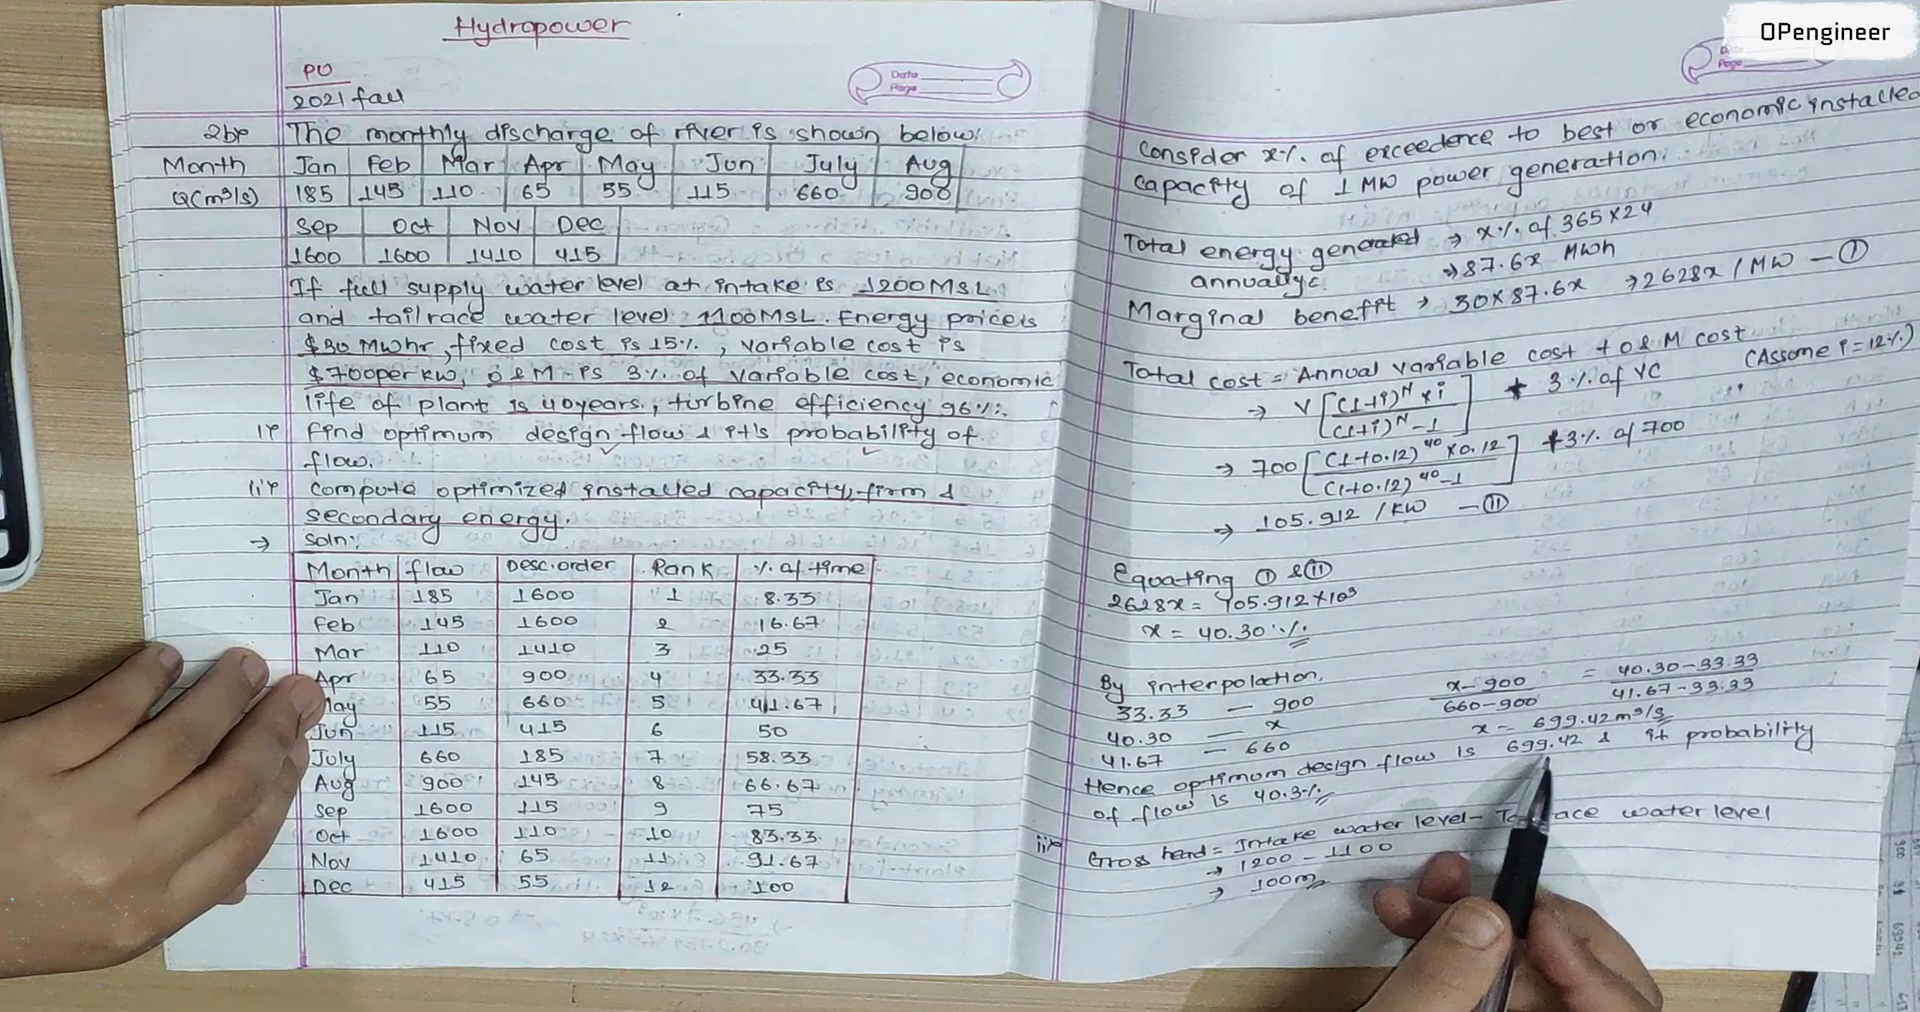 OPengineer
Hydropower
PU
2021 fall
Date
Page
2b) The monthly discharge of river is shown below:
Month Jan Feb Mar Apr May Jun July Aug
Q(m³/s) 185 145 110 65 55 115 660 900
Sep Oct Nov Dec
1600 1600 1410 415
If full supply water level at intake is 1200 MSL
and tailrace water level 1100 MSL. Energy price is
$30 MWhr, fixed cost is 15%, variable cost is
$700 per kW, O&M is 3% of variable cost, economic
life of plant is 40 years, turbine efficiency 96%.
i) Find optimum design flow & it's probability of
flow.
ii) Compute optimized installed capacity, firm &
secondary energy.
→ Soln:
Month flow Desc.order Rank % of time
Jan 185 1600 1 8.33
Feb 145 1600 2 16.67
Mar 110 1410 3 25
Apr 65 900 4 33.33
May 55 660 5 41.67
Jun 115 415 6 50
July 660 185 7 58.33
Aug 900 145 8 66.67
Sep 1600 115 9 75
Oct 1600 110 10 83.33
Nov 1410 65 11 91.67
Dec 415 55 12 100
Consider x% of exceedence to best or economic installed
capacity of 1 MW power generation.
Total energy generated → x% of 365×24
annually → 87.6x MWh
Marginal benefit → 30×87.6x → 2628x / MW — ①
Total cost = Annual variable cost + O&M cost
→ V [(1+i)^N × i / (1+i)^N - 1] + 3% of VC (Assume i = 12%)
→ 700 [(1+0.12)^40 × 0.12 / (1+0.12)^40 - 1] + 3% of 700
→ 105.912 / kW — ②
Equating ① & ②
2628x = 105.912×10³
x = 40.30%
By interpolation,
33.33 — 900
40.30 — x
41.67 — 660
x-900 / 660-900 = 40.30-33.33 / 41.67-33.33
x = 699.42 m³/s
Hence optimum design flow is 699.42 & it probability
of flow is 40.3%
ii) Gross head = Intake water level - water level
→ 1200 - 1100
→ 100m